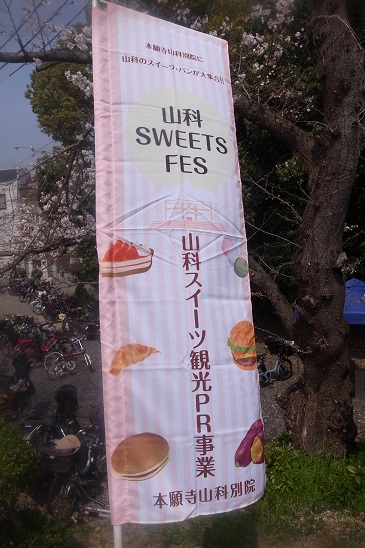 本願寺山科別院に
山科のスイーツ・パンが大集合!!
山科
SWEETS
FES
山科スイーツ観光PR事業
本願寺山科別院